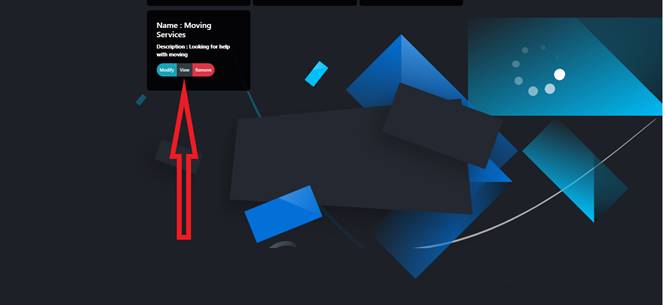 Name : Moving
Services
Description : Looking for help
with moving
Modify View Remove